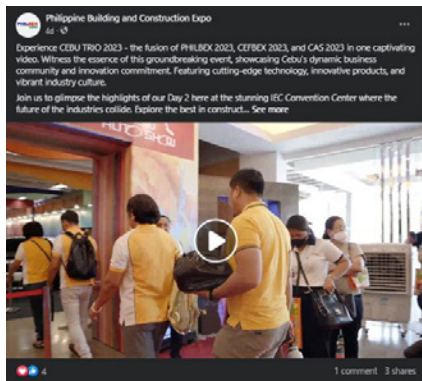 Philippine Building and Construction Expo
4d
Experience CEBU TRIO 2023 - the fusion of PHILBEX 2023, CEFBEX 2023, and CAS 2023 in one captivating
video. Witness the essence of this groundbreaking event, showcasing Cebu's dynamic business
community and innovation commitment. Featuring cutting-edge technology, innovative products, and
vibrant industry culture.
Join us to glimpse the highlights of our Day 2 here at the stunning IEC Convention Center where the
future of the industries collide. Explore the best in construct... See more
AUTO SHOW
4
1 comment 3 shares